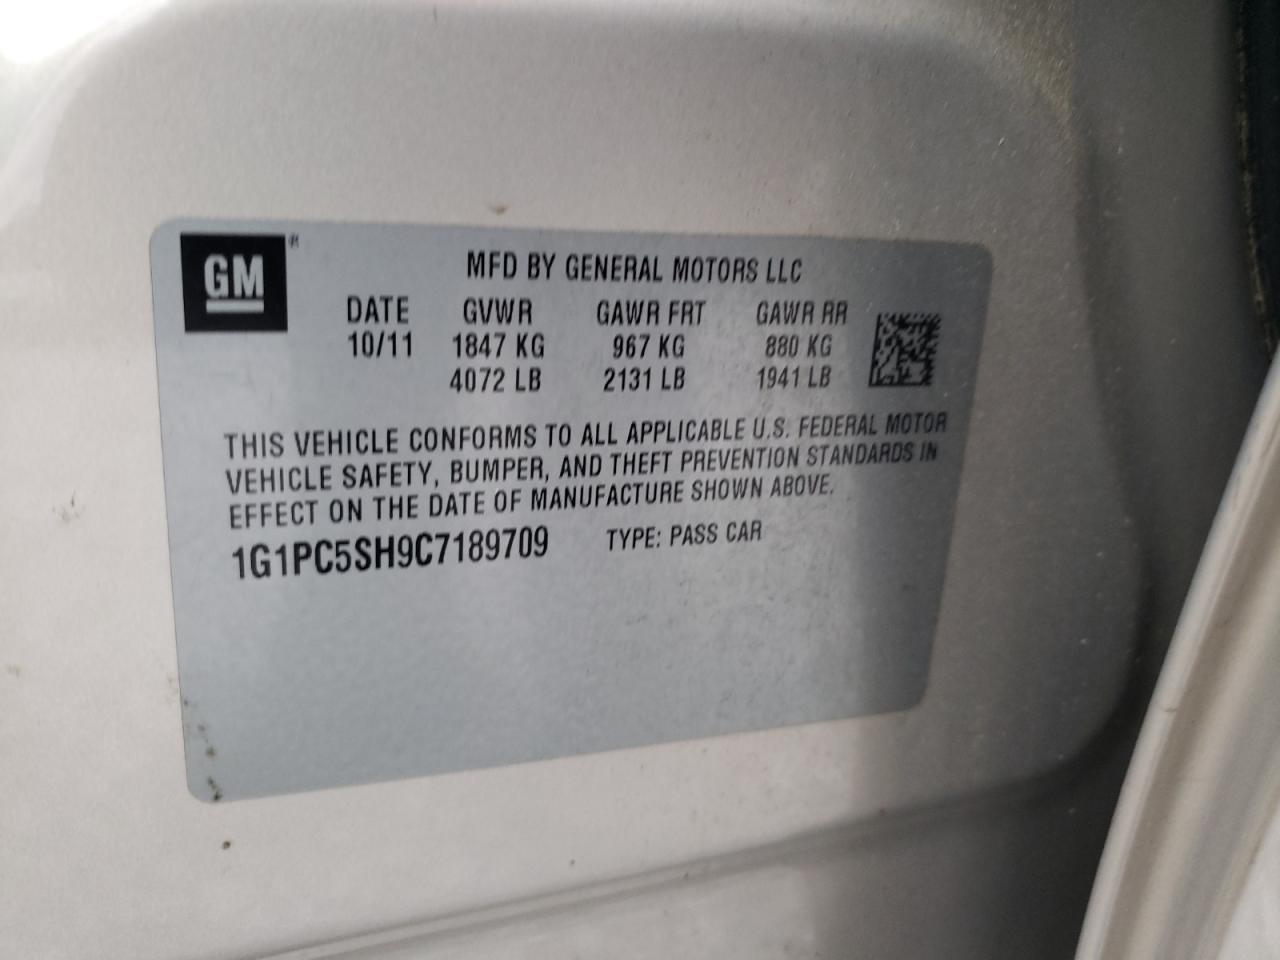 GM®
MFD BY GENERAL MOTORS LLC
DATE GVWR GAWR FRT GAWR RR
10/11 1847 KG 967 KG 880 KG
4072 LB 2131 LB 1941 LB
THIS VEHICLE CONFORMS TO ALL APPLICABLE U.S. FEDERAL MOTOR
VEHICLE SAFETY, BUMPER, AND THEFT PREVENTION STANDARDS IN
EFFECT ON THE DATE OF MANUFACTURE SHOWN ABOVE.
1G1PC5SH9C7189709 TYPE: PASS CAR